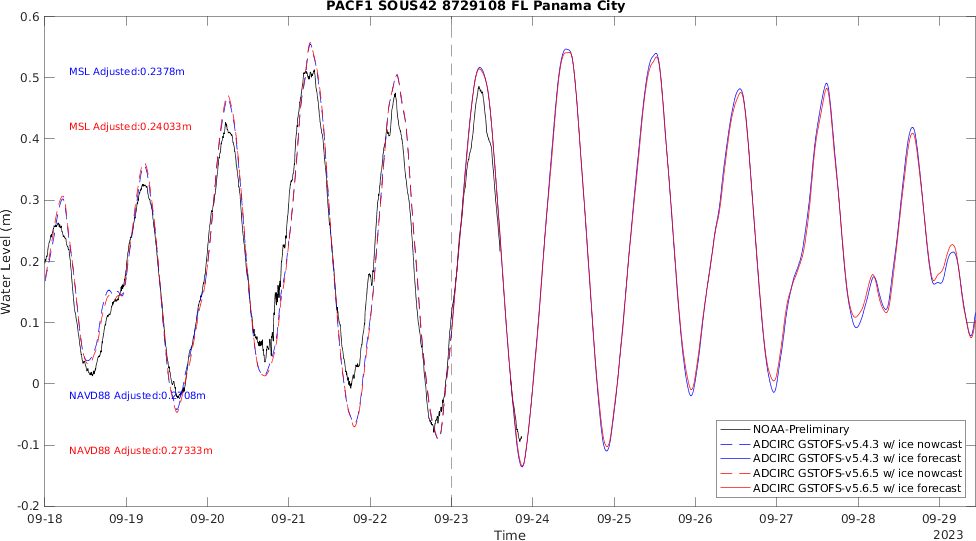 PACF1 SOUS42 8729108 FL Panama City
0.6
0.5
0.4
0.3
0.2
0.1
0
-0.1
-0.2
Water Level (m)
MSL Adjusted:0.2378m
MSL Adjusted:0.24033m
NAVD88 Adjusted:
NAVD88 Adjusted:0.27333m
NOAA-Preliminary
ADCIRC GSTOFS-v5.4.3 w/ ice nowcast
ADCIRC GSTOFS-v5.4.3 w/ ice forecast
ADCIRC GSTOFS-v5.6.5 w/ ice nowcast
ADCIRC GSTOFS-v5.6.5 w/ ice forecast
09-18 09-19 09-20 09-21 09-22 09-23 09-24 09-25 09-26 09-27 09-28 09-29
Time
2023